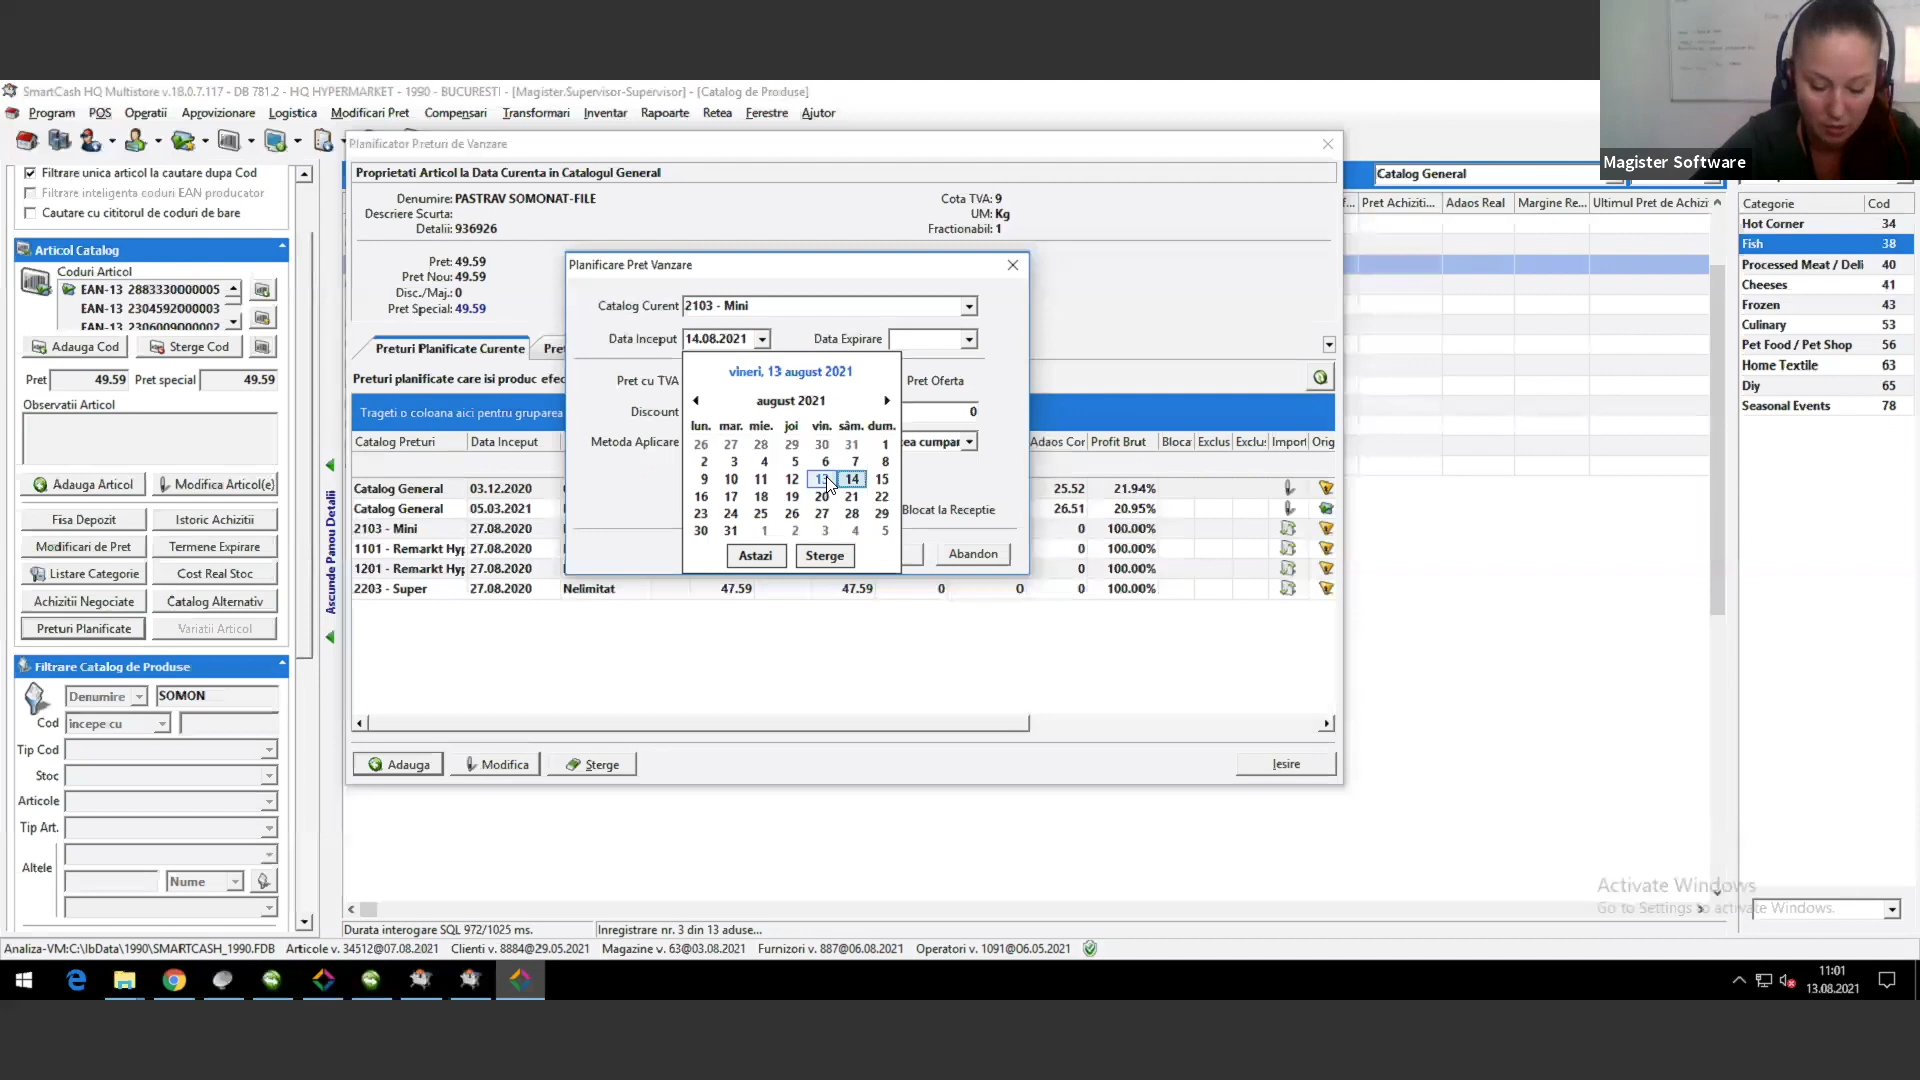 SmartCash HQ Multistore v.18.0.7.117 - DB 781.2 - HQ HYPERMARKET - 1990 - BUCURESTI - [Magister.Supervisor-Supervisor] - [Catalog de Produse]
Program POS Operatii Aprovizionare Logistica Modificari Pret Compensari Transformari Inventar Rapoarte Retea Ferestre Ajutor
Magister Software
Filtrare unica articol la cautare dupa Cod
Filtrare inteligenta coduri EAN producator
Cautare cu cititorul de coduri de bare
Articol Catalog
Coduri Articol
EAN-13 2883330000005
EAN-13 2304592000003
EAN-13 2306009000002
Adauga Cod Sterge Cod
Pret 49.59 Pret special 49.59
Observatii Articol
Adauga Articol Modifica Articol(e)
Fisa Depozit Istoric Achizitii
Modificari de Pret Termene Expirare
Listare Categorie Cost Real Stoc
Achizitii Negociate Catalog Alternativ
Preturi Planificate Variatii Articol
Filtrare Catalog de Produse
Denumire SOMON
Cod incepe cu
Tip Cod
Stoc
Articole
Tip Art.
Altele
Nume
Ascunde Panou Detalii
Planificator Preturi de Vanzare
Proprietati Articol la Data Curenta in Catalogul General
Denumire: PASTRAV SOMONAT-FILE Cota TVA: 9
Descriere Scurta: UM: Kg
Detalii: 936926 Fractionabil: 1
Pret: 49.59
Pret Nou: 49.59
Disc./Maj.: 0
Pret Special: 49.59
Preturi Planificate Curente Pret
Preturi planificate care isi produc efec
Trageti o coloana aici pentru gruparea
Catalog Preturi Data Inceput Adaos Cor Profit Brut Bloca Exclus Exclu: Import Orig
Catalog General 03.12.2020 25.52 21.94%
Catalog General 05.03.2021 26.51 20.95%
2103 - Mini 27.08.2020 0 100.00%
1101 - Remarkt Hyp 27.08.2020 0 100.00%
1201 - Remarkt Hyp 27.08.2020 0 100.00%
2203 - Super 27.08.2020 Nelimitat 47.59 47.59 0 0 0 100.00%
Adauga Modifica Sterge Iesire
Planificare Pret Vanzare
Catalog Curent 2103 - Mini
Data Inceput 14.08.2021 Data Expirare
Pret cu TVA Pret Oferta
Discount 0
Metoda Aplicare ea cumpar
Blocat la Receptie
Abandon
vineri, 13 august 2021
august 2021
lun. mar. mie. joi vin. sâm. dum.
26 27 28 29 30 31 1
2 3 4 5 6 7 8
9 10 11 12 13 14 15
16 17 18 19 20 21 22
23 24 25 26 27 28 29
30 31 1 2 3 4 5
Astazi Sterge
Catalog General
f... Pret Achiziti... Adaos Real Margine Re... Ultimul Pret de Achizi
Categorie Cod
Hot Corner 34
Fish 38
Processed Meat / Deli 40
Cheeses 41
Frozen 43
Culinary 53
Pet Food / Pet Shop 56
Home Textile 63
Diy 65
Seasonal Events 78
Activate Windows
Go to Settings to activate Windows.
Durata interogare SQL 972/1025 ms. Inregistrare nr. 3 din 13 aduse...
Analiza-VM:C:\IbData\1990\SMARTCASH_1990.FDB Articole v. 34512@07.08.2021 Clienti v. 8884@29.05.2021 Magazine v. 63@03.08.2021 Furnizori v. 887@06.08.2021 Operatori v. 1091@06.05.2021
11:01
13.08.2021